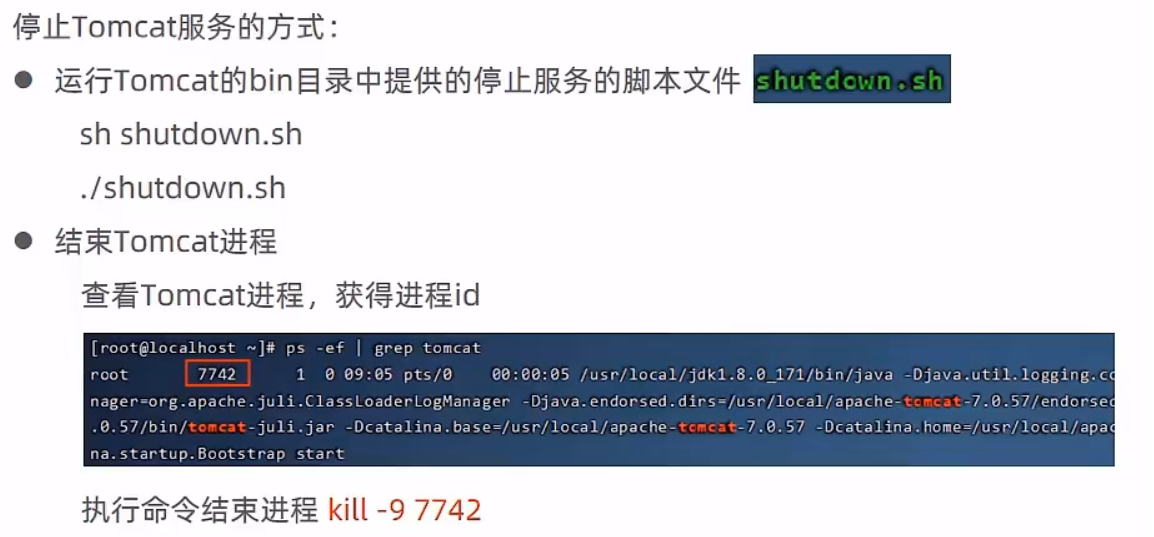 停止Tomcat服务的方式：
● 运行Tomcat的bin目录中提供的停止服务的脚本文件 shutdown.sh
sh shutdown.sh
./shutdown.sh
● 结束Tomcat进程
查看Tomcat进程，获得进程id
[root@localhost ~]# ps -ef | grep tomcat
root 7742 1 0 09:05 pts/0 00:00:05 /usr/local/jdk1.8.0_171/bin/java -Djava.util.logging.co
nager=org.apache.juli.ClassLoaderLogManager -Djava.endorsed.dirs=/usr/local/apache-tomcat-7.0.57/endorsed
.0.57/bin/tomcat-juli.jar -Dcatalina.base=/usr/local/apache-tomcat-7.0.57 -Dcatalina.home=/usr/local/apac
na.startup.Bootstrap start
执行命令结束进程 kill -9 7742